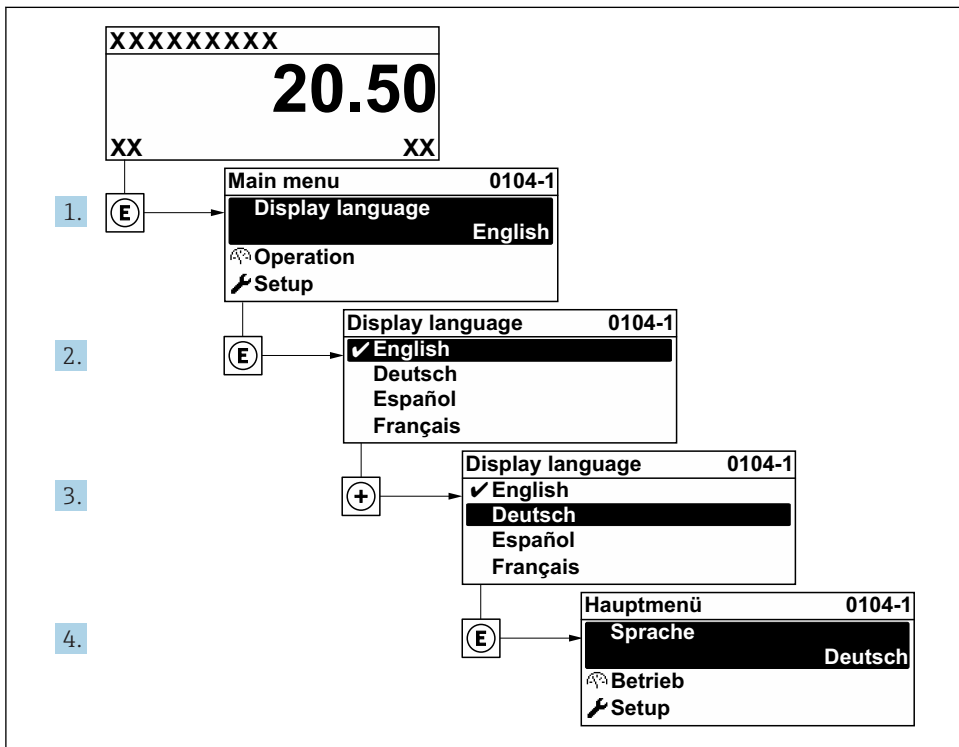 XXXXXXXXX
20.50
XX XX
1. E
Main menu 0104-1
Display language
English
Operation
Setup
2. E
Display language 0104-1
✔English
Deutsch
Español
Français
3. +
Display language 0104-1
✔English
Deutsch
Español
Français
4. E
Hauptmenü 0104-1
Sprache
Deutsch
Betrieb
Setup